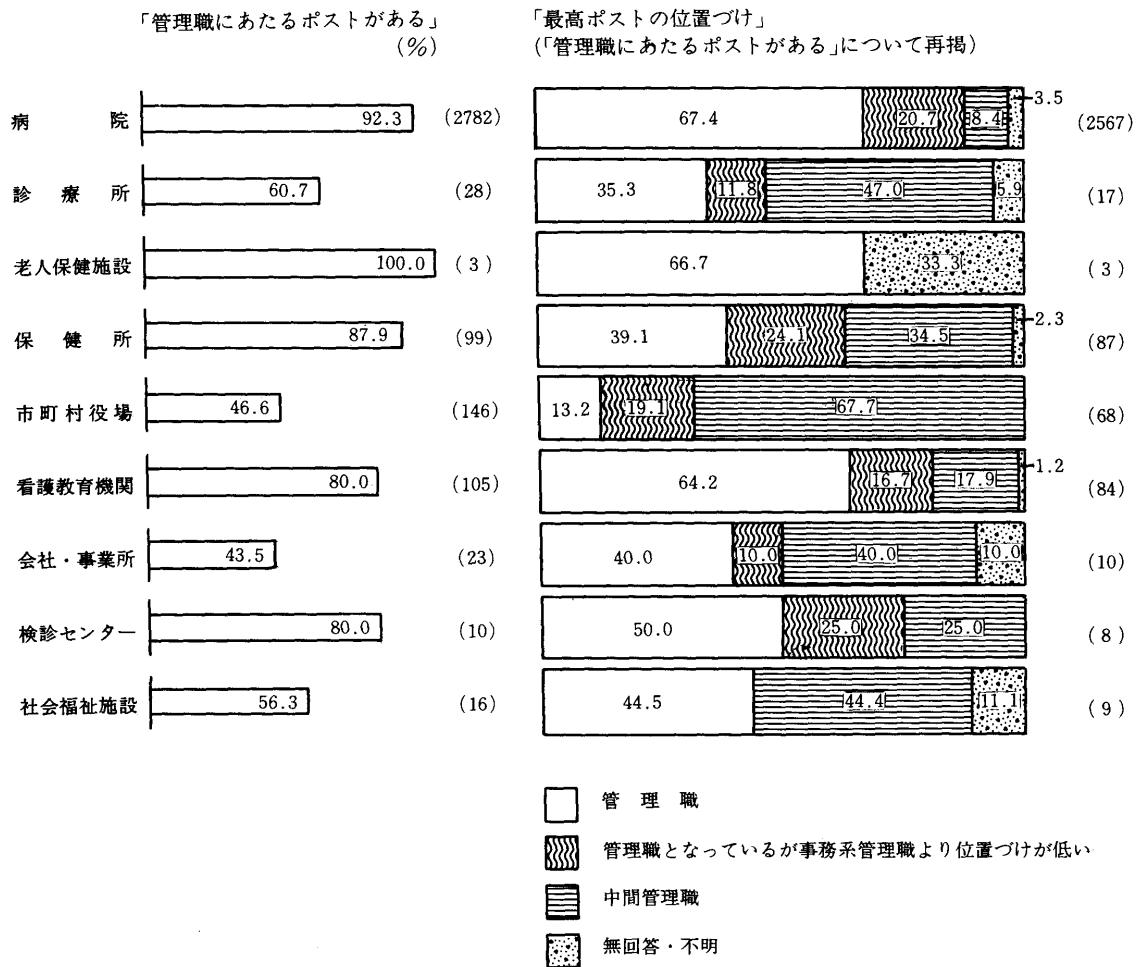 「管理職にあたるポストがある」
(%)
「最高ポストの位置づけ」
(「管理職にあたるポストがある」について再掲)
病院 92.3 (2782) 67.4 20.7 8.4 3.5 (2567)
診療所 60.7 (28) 35.3 11.8 47.0 5.9 (17)
老人保健施設 100.0 (3) 66.7 33.3 (3)
保健所 87.9 (99) 39.1 24.1 34.5 2.3 (87)
市町村役場 46.6 (146) 13.2 19.1 67.7 (68)
看護教育機関 80.0 (105) 64.2 16.7 17.9 1.2 (84)
会社・事業所 43.5 (23) 40.0 10.0 40.0 10.0 (10)
検診センター 80.0 (10) 50.0 25.0 25.0 (8)
社会福祉施設 56.3 (16) 44.5 44.4 11.1 (9)
管理職
管理職となっているが事務系管理職より位置づけが低い
中間管理職
無回答・不明